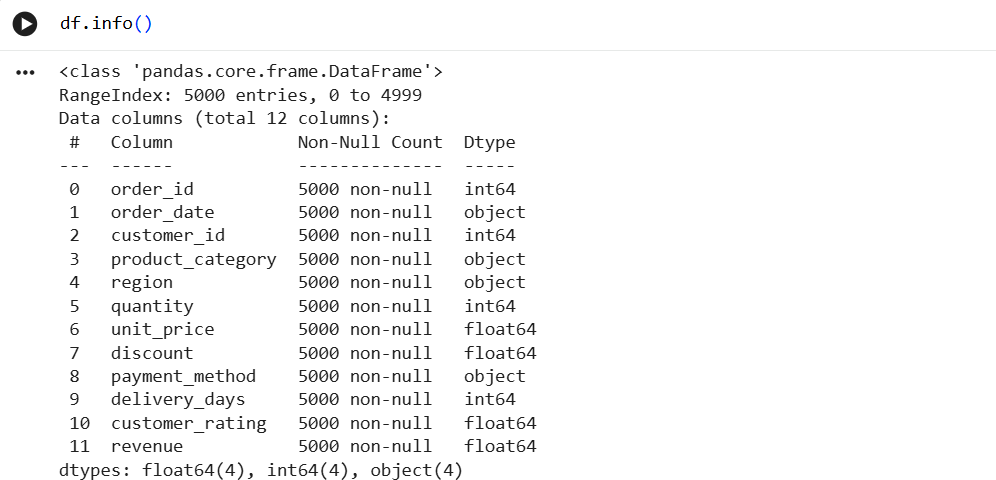 df.info()
<class 'pandas.core.frame.DataFrame'>
RangeIndex: 5000 entries, 0 to 4999
Data columns (total 12 columns):
 #   Column            Non-Null Count  Dtype
---  ------            --------------  -----
 0   order_id          5000 non-null   int64
 1   order_date        5000 non-null   object
 2   customer_id       5000 non-null   int64
 3   product_category  5000 non-null   object
 4   region            5000 non-null   object
 5   quantity          5000 non-null   int64
 6   unit_price        5000 non-null   float64
 7   discount          5000 non-null   float64
 8   payment_method    5000 non-null   object
 9   delivery_days     5000 non-null   int64
 10  customer_rating   5000 non-null   float64
 11  revenue           5000 non-null   float64
dtypes: float64(4), int64(4), object(4)